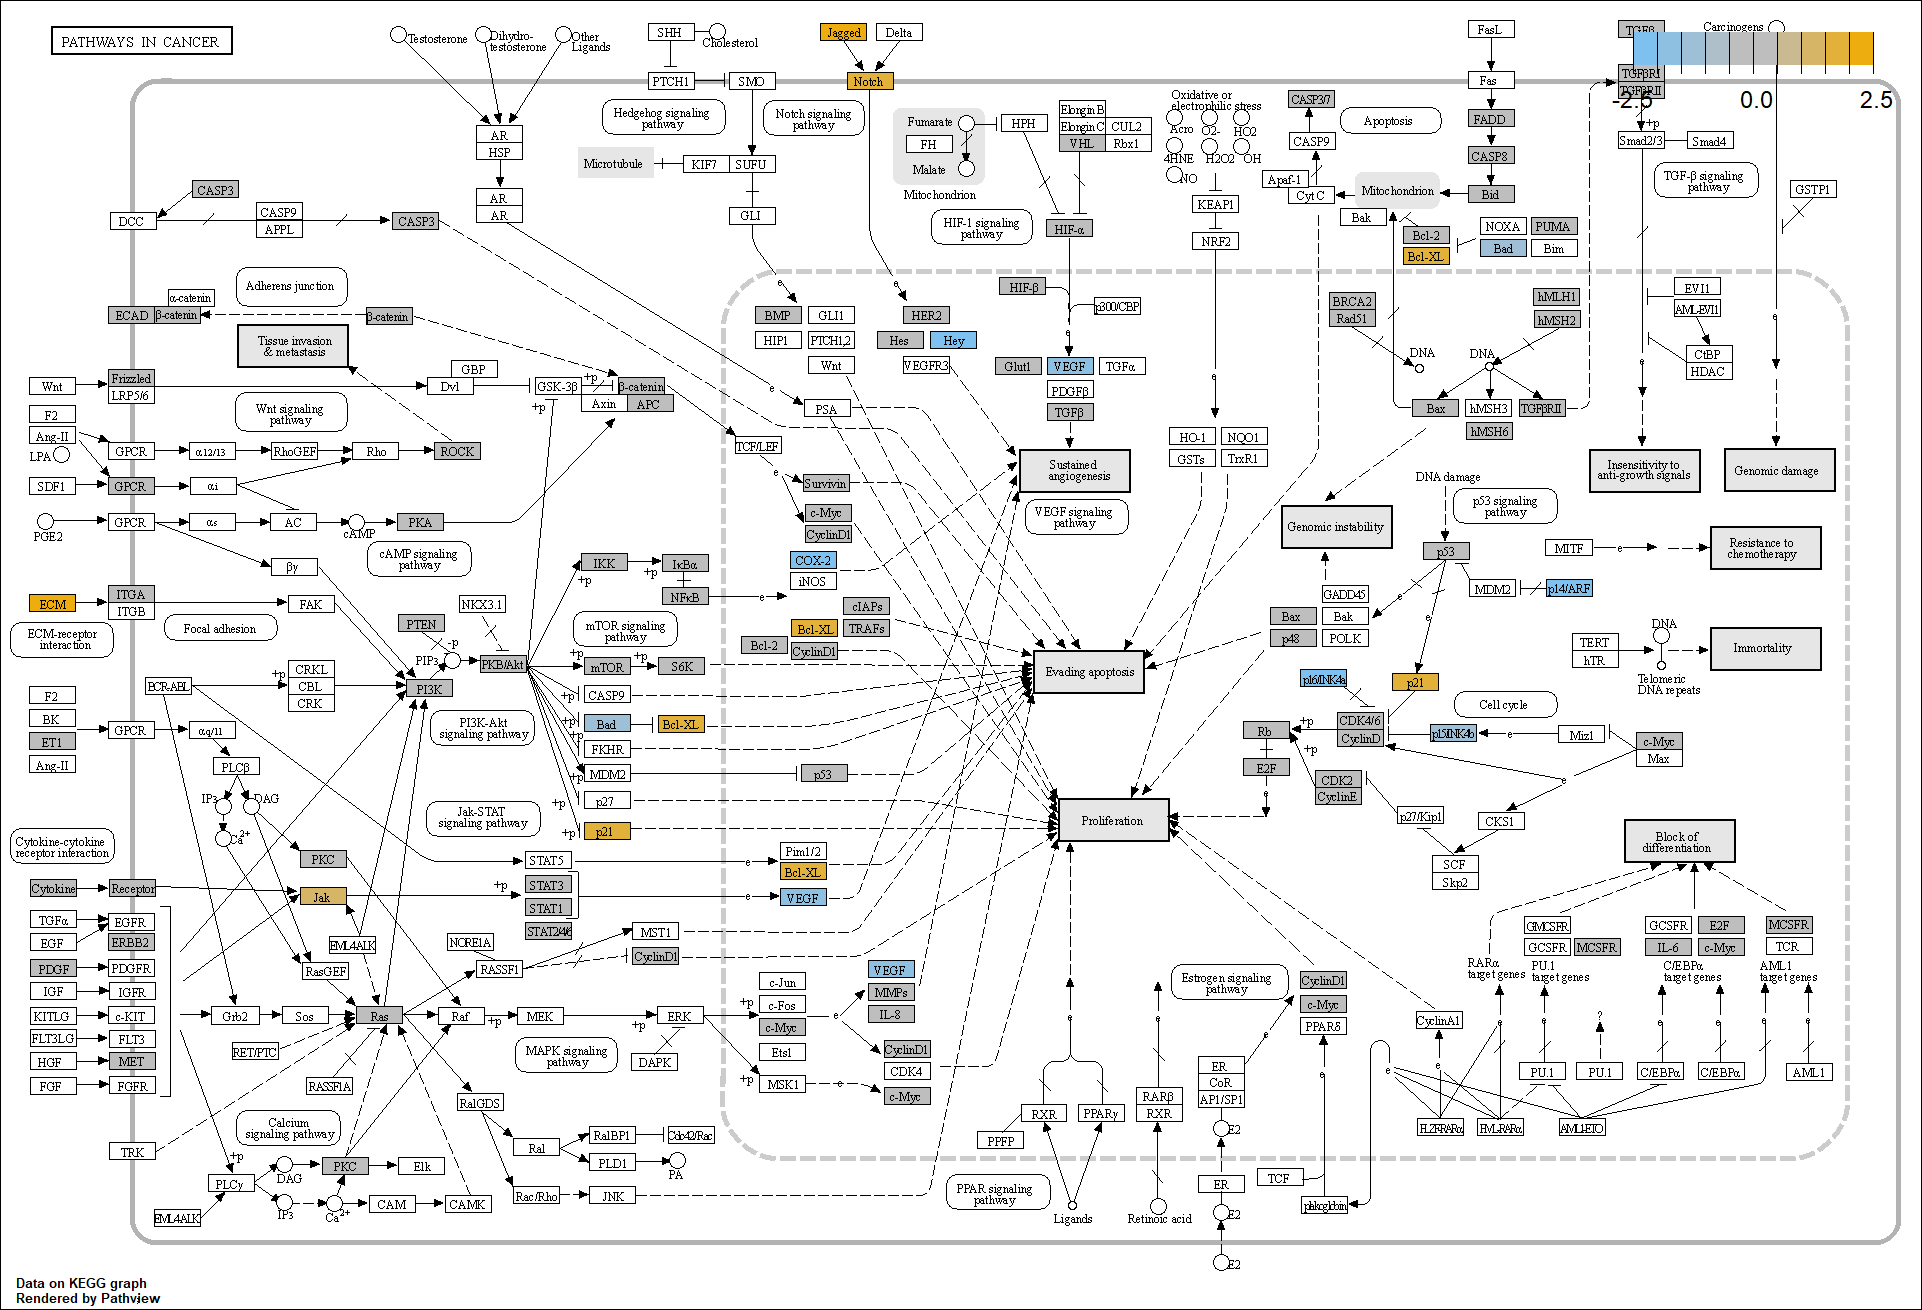 PATHWAYS IN CANCER
Testosterone
Dihydro-
testosterone
Other
Ligands
SHH
Cholesterol
PTCH1
SMO
Hedgehog signaling
pathway
Microtubule
KIF7
SUFU
GLI
Jagged
Delta
Notch
Notch signaling
pathway
Fumarate
FH
Malate
Mitochondrion
HPH
Elongin B
Elongin C
CUL2
VHL
Rbx1
HIF-1 signaling
pathway
HIF-α
Oxidative or
electrophilic stress
Acro
O2-
HO2
4HNE
H2O2
OH
NO
KEAP1
NRF2
CASP3/7
CASP9
Apaf-1
Cyt C
Apoptosis
Mitochondrion
Bak
Bcl-2
Bcl-XL
FasL
Fas
FADD
CASP8
Bid
NOXA
PUMA
Bad
Bim
TGFβ
Carcinogens
TGFβRI
TGFβRII
-2.5
0.0
2.5
+p
Smad2/3
Smad4
TGF-β signaling
pathway
GSTP1
AR
HSP
AR
AR
CASP3
DCC
CASP9
APPL
CASP3
Adherens junction
α-catenin
ECAD
β-catenin
β-catenin
Tissue invasion
& metastasis
Wnt
Frizzled
LRP5/6
GBP
Dvl
GSK-3β
+p
β-catenin
Axin
APC
+p
Wnt signaling
pathway
F2
Ang-II
LPA
GPCR
α12/13
RhoGEF
Rho
ROCK
TCF/LEF
SDF1
GPCR
αi
PGE2
GPCR
αs
AC
cAMP
PKA
cAMP signaling
pathway
βγ
ECM
ITGA
ITGB
FAK
ECM-receptor
interaction
Focal adhesion
PTEN
NKX3.1
PIP3
-p
PKB/Akt
PI3K
PI3K-Akt
signaling pathway
IKK
+p
+p
IκBα
NFκB
e
mTOR signaling
pathway
+p
mTOR
+p
S6K
+p
CASP9
+p
Bad
Bcl-XL
FKHR
+p
MDM2
p53
+p
p27
+p
p21
F2
BK
ET1
Ang-II
GPCR
αq/11
BCR-ABL
+p
CRKL
CBL
CRK
PLCβ
IP3
DAG
Ca2+
Jak-STAT
signaling pathway
Cytokine-cytokine
receptor interaction
PKC
Cytokine
Receptor
Jak
+p
STAT5
STAT3
STAT1
STAT2/4/6
e
e
Pim1/2
Bcl-XL
VEGF
TGFα
EGFR
EGF
ERBB2
PDGF
PDGFR
IGF
IGFR
KITLG
c-KIT
FLT3LG
FLT3
HGF
MET
FGF
FGFR
EML4ALK
RasGEF
NORE1A
RASSF1
MST1
CyclinD1
Grb2
Sos
Ras
Raf
+p
MEK
+p
ERK
DAPK
+p
+p
RET/PTC
RASSF1A
MAPK signaling
pathway
c-Jun
c-Fos
c-Myc
Ets1
MSK1
e
e
VEGF
MMPs
IL-8
CyclinD1
CDK4
c-Myc
Calcium
signaling pathway
RalGDS
TRK
+p
PLCγ
DAG
IP3
Ca2+
PKC
Elk
CAM
CAMK
EML4ALK
Ral
RalBP1
Cdc42/Rac
PLD1
PA
Rac/Rho
JNK
e
e
BMP
GLI1
HIP1
PTCH1,2
Wnt
HER2
Hes
Hey
VEGFR3
HIF-β
p300/CBP
e
Glut1
VEGF
TGFα
PDGFβ
TGFβ
e
PSA
e
Sustained
angiogenesis
VEGF signaling
pathway
Survivin
c-Myc
CyclinD1
COX-2
iNOS
cIAPs
Bcl-XL
TRAFs
Bcl-2
CyclinD1
e
HO-1
NQO1
GSTs
TrxR1
Evading apoptosis
Proliferation
BRCA2
Rad51
hMLH1
hMSH2
DNA
DNA
Bax
hMSH3
TGFβRII
hMSH6
EVI1
AML-EVI1
CtBP
HDAC
e
e
Insensitivity to
anti-growth signals
Genomic damage
DNA damage
Genomic instability
p53 signaling
pathway
p53
MITF
e
Resistance to
chemotherapy
MDM2
p14/ARF
GADD45
Bax
Bak
p48
POLK
e
e
TERT
hTR
DNA
Telomeric
DNA repeats
Immortality
p16/INK4a
p21
Cell cycle
Rb
+p
CDK4/6
CyclinD
p15/INK4b
e
Miz1
c-Myc
Max
E2F
+p
CDK2
CyclinE
e
e
p27/Kip1
CKS1
SCF
Skp2
Block of
differentiation
GMCSFR
GCSFR
MCSFR
GCSFR
E2F
IL-6
c-Myc
MCSFR
TCR
RARα
target genes
PU.1
target genes
C/EBPα
target genes
AML1
target genes
Estrogen signaling
pathway
CyclinD1
c-Myc
PPARδ
CyclinA1
e
e
e
e
e
e
e
e
e
e
e
e
?
PU.1
PU.1
C/EBPα
C/EBPα
AML1
PLZF-RARα
PML-RARα
AML1-ETO
ER
CoR
AP1/SP1
E2
RARβ
RXR
RXR
PPARγ
PPFP
PPAR signaling
pathway
Ligands
Retinoic acid
ER
E2
E2
TCF
plakoglobin
Data on KEGG graph
Rendered by Pathview